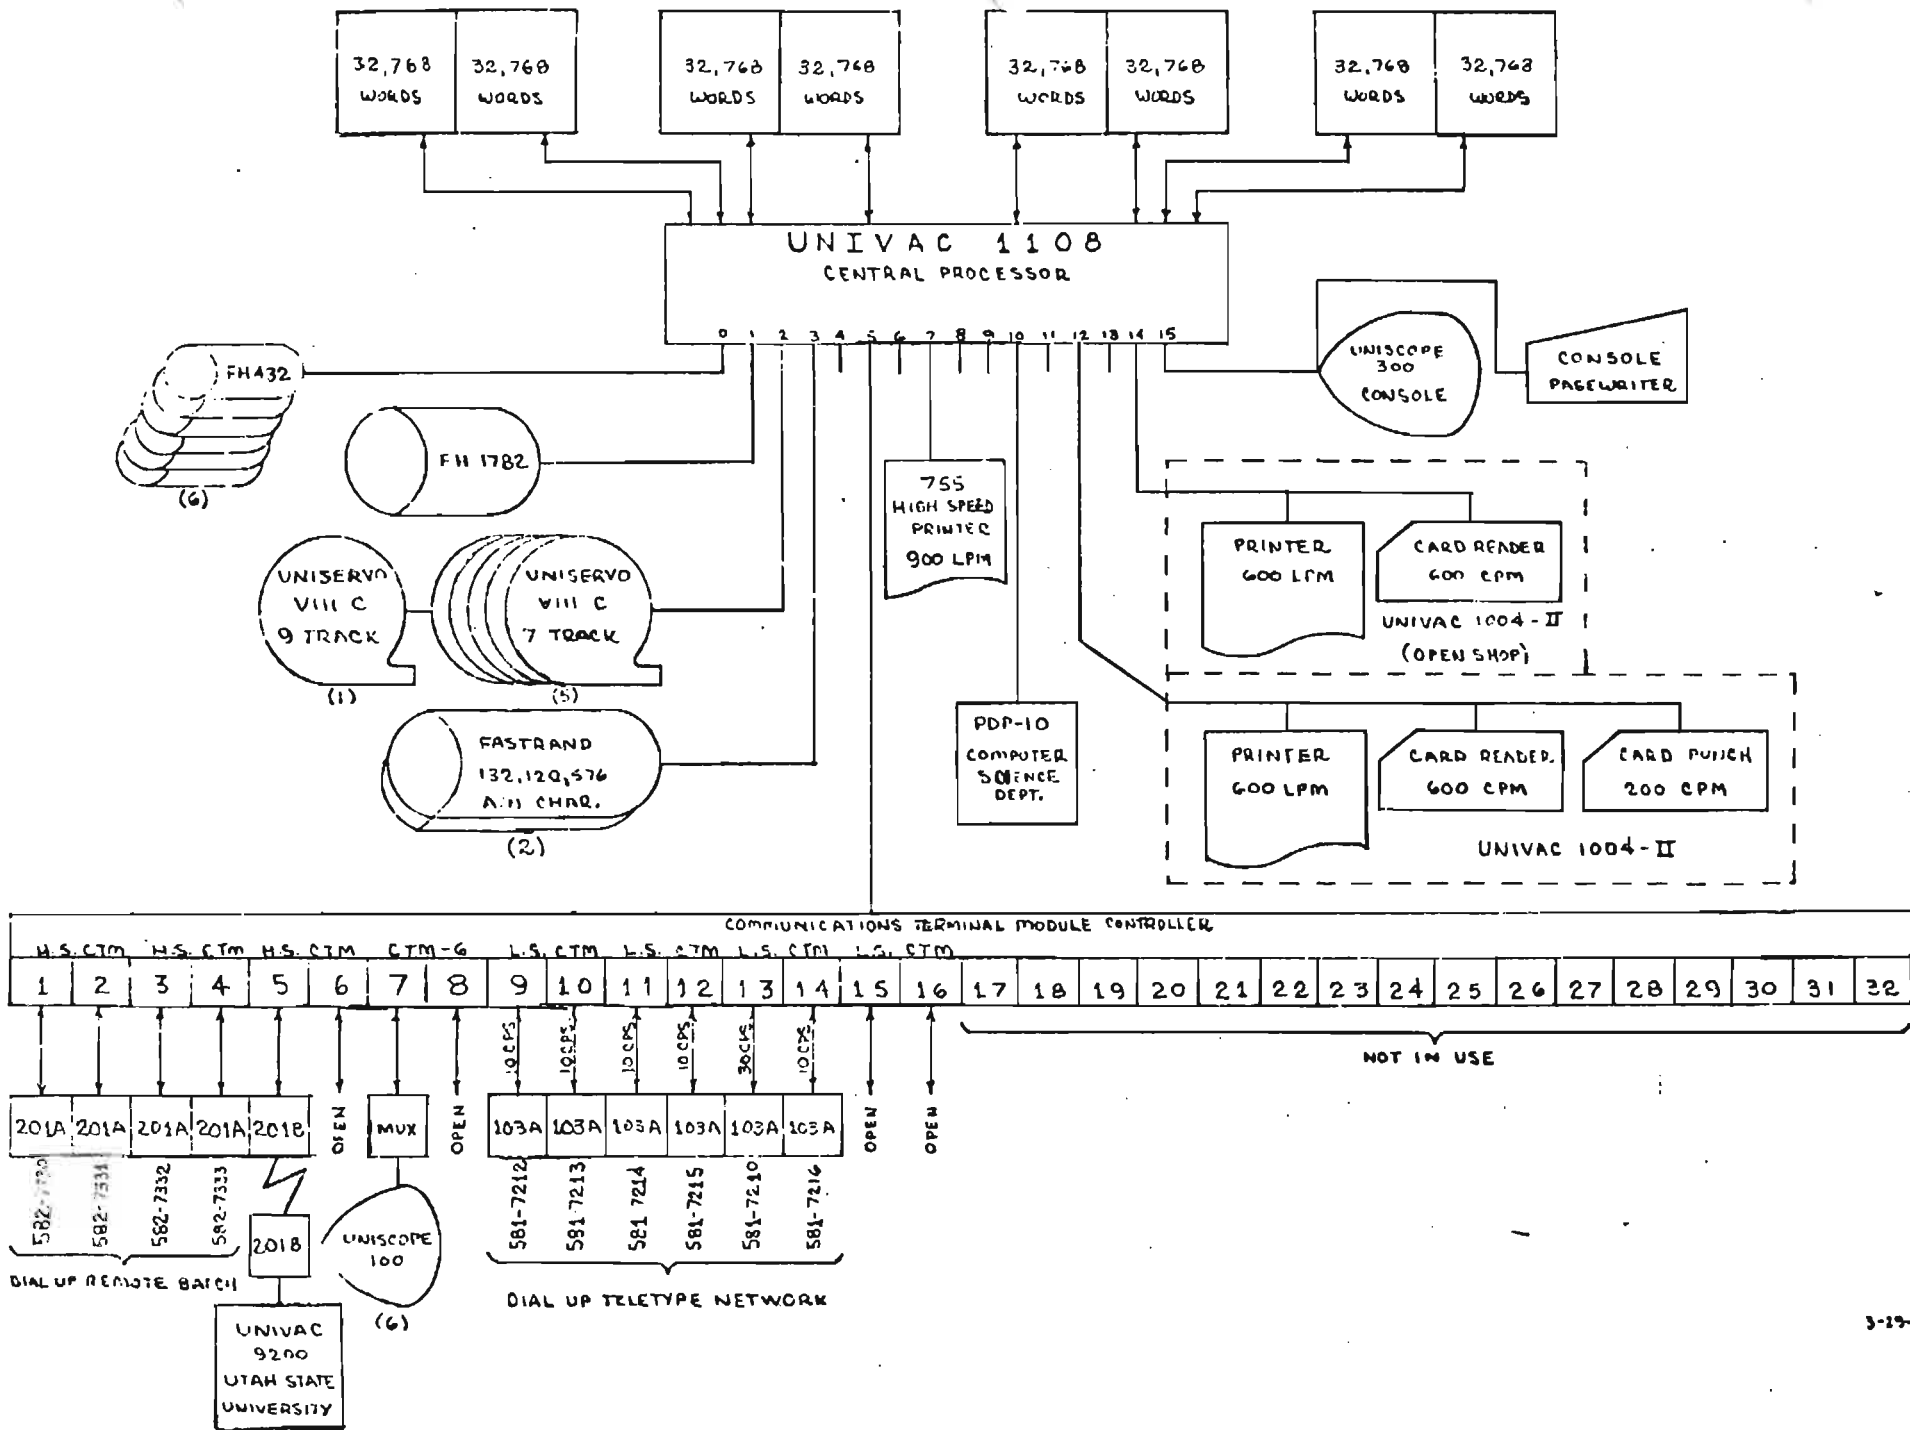 32,768 WORDS
32,768 WORDS
32,768 WORDS
32,768 WORDS
32,768 WORDS
32,768 WORDS
32,768 WORDS
32,768 WORDS
UNIVAC 1108
CENTRAL PROCESSOR
0 1 2 3 4 5 6 7 8 9 10 11 12 13 14 15
FH432
(6)
FH 1782
UNISERVO
VIII C
9 TRACK
(1)
UNISERVO
VIII C
7 TRACK
(5)
FASTRAND
132,120,576
A/N CHAR.
(2)
755
HIGH SPEED
PRINTER
900 LPM
PDP-10
COMPUTER
SCIENCE
DEPT.
UNISCOPE
300
CONSOLE
CONSOLE
PAGEWRITER
PRINTER
600 LPM
CARD READER
600 CPM
UNIVAC 1004-II
(OPEN SHOP)
PRINTER
600 LPM
CARD READER
600 CPM
CARD PUNCH
200 CPM
UNIVAC 1004-II
COMMUNICATIONS TERMINAL MODULE CONTROLLER
H.S. CTM H.S. CTM H.S. CTM CTM-6 L.S. CTM L.S. CTM L.S. CTM L.S. CTM
1 2 3 4 5 6 7 8 9 10 11 12 13 14 15 16 17 18 19 20 21 22 23 24 25 26 27 28 29 30 31 32
10 CPS 10 CPS 10 CPS 10 CPS 30 CPS 10 CPS
NOT IN USE
201A 201A 201A 201A 201B OPEN MUX OPEN 103A 103A 103A 103A 103A 103A OPEN OPEN
582-7331 582-7332 582-7333
581-7212 581-7213 581-7214 581-7215 581-7210 581-7216
DIAL UP REMOTE BATCH
201B
UNISCOPE
100
(6)
DIAL UP TELETYPE NETWORK
UNIVAC
9200
UTAH STATE
UNIVERSITY
3-29-